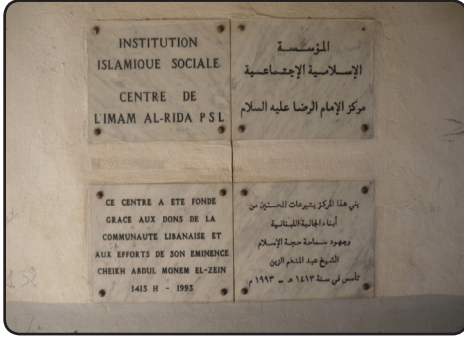 INSTITUTION
ISLAMIQUE SOCIALE
CENTRE DE
L'IMAM AL-RIDA P S L
المؤسسة
الإسلامية الإجتماعية
مركز الإمام الرضا عليه السلام
CE CENTRE A ETE FONDE
GRACE AUX DONS DE LA
COMMUNAUTE LIBANAISE ET
AUX EFFORTS DE SON EMINENCE
CHEIKH ABDUL MONEM EL-ZEIN
1413 H - 1993
بني هذا المركز بتبرعات المحسنين من
أبناء الجالية اللبنانية
وجهود سماحة حجة الإسلام
الشيخ عبد المنعم الزين
تأسس في سنة ١٤١٣ هـ - ١٩٩٣ م